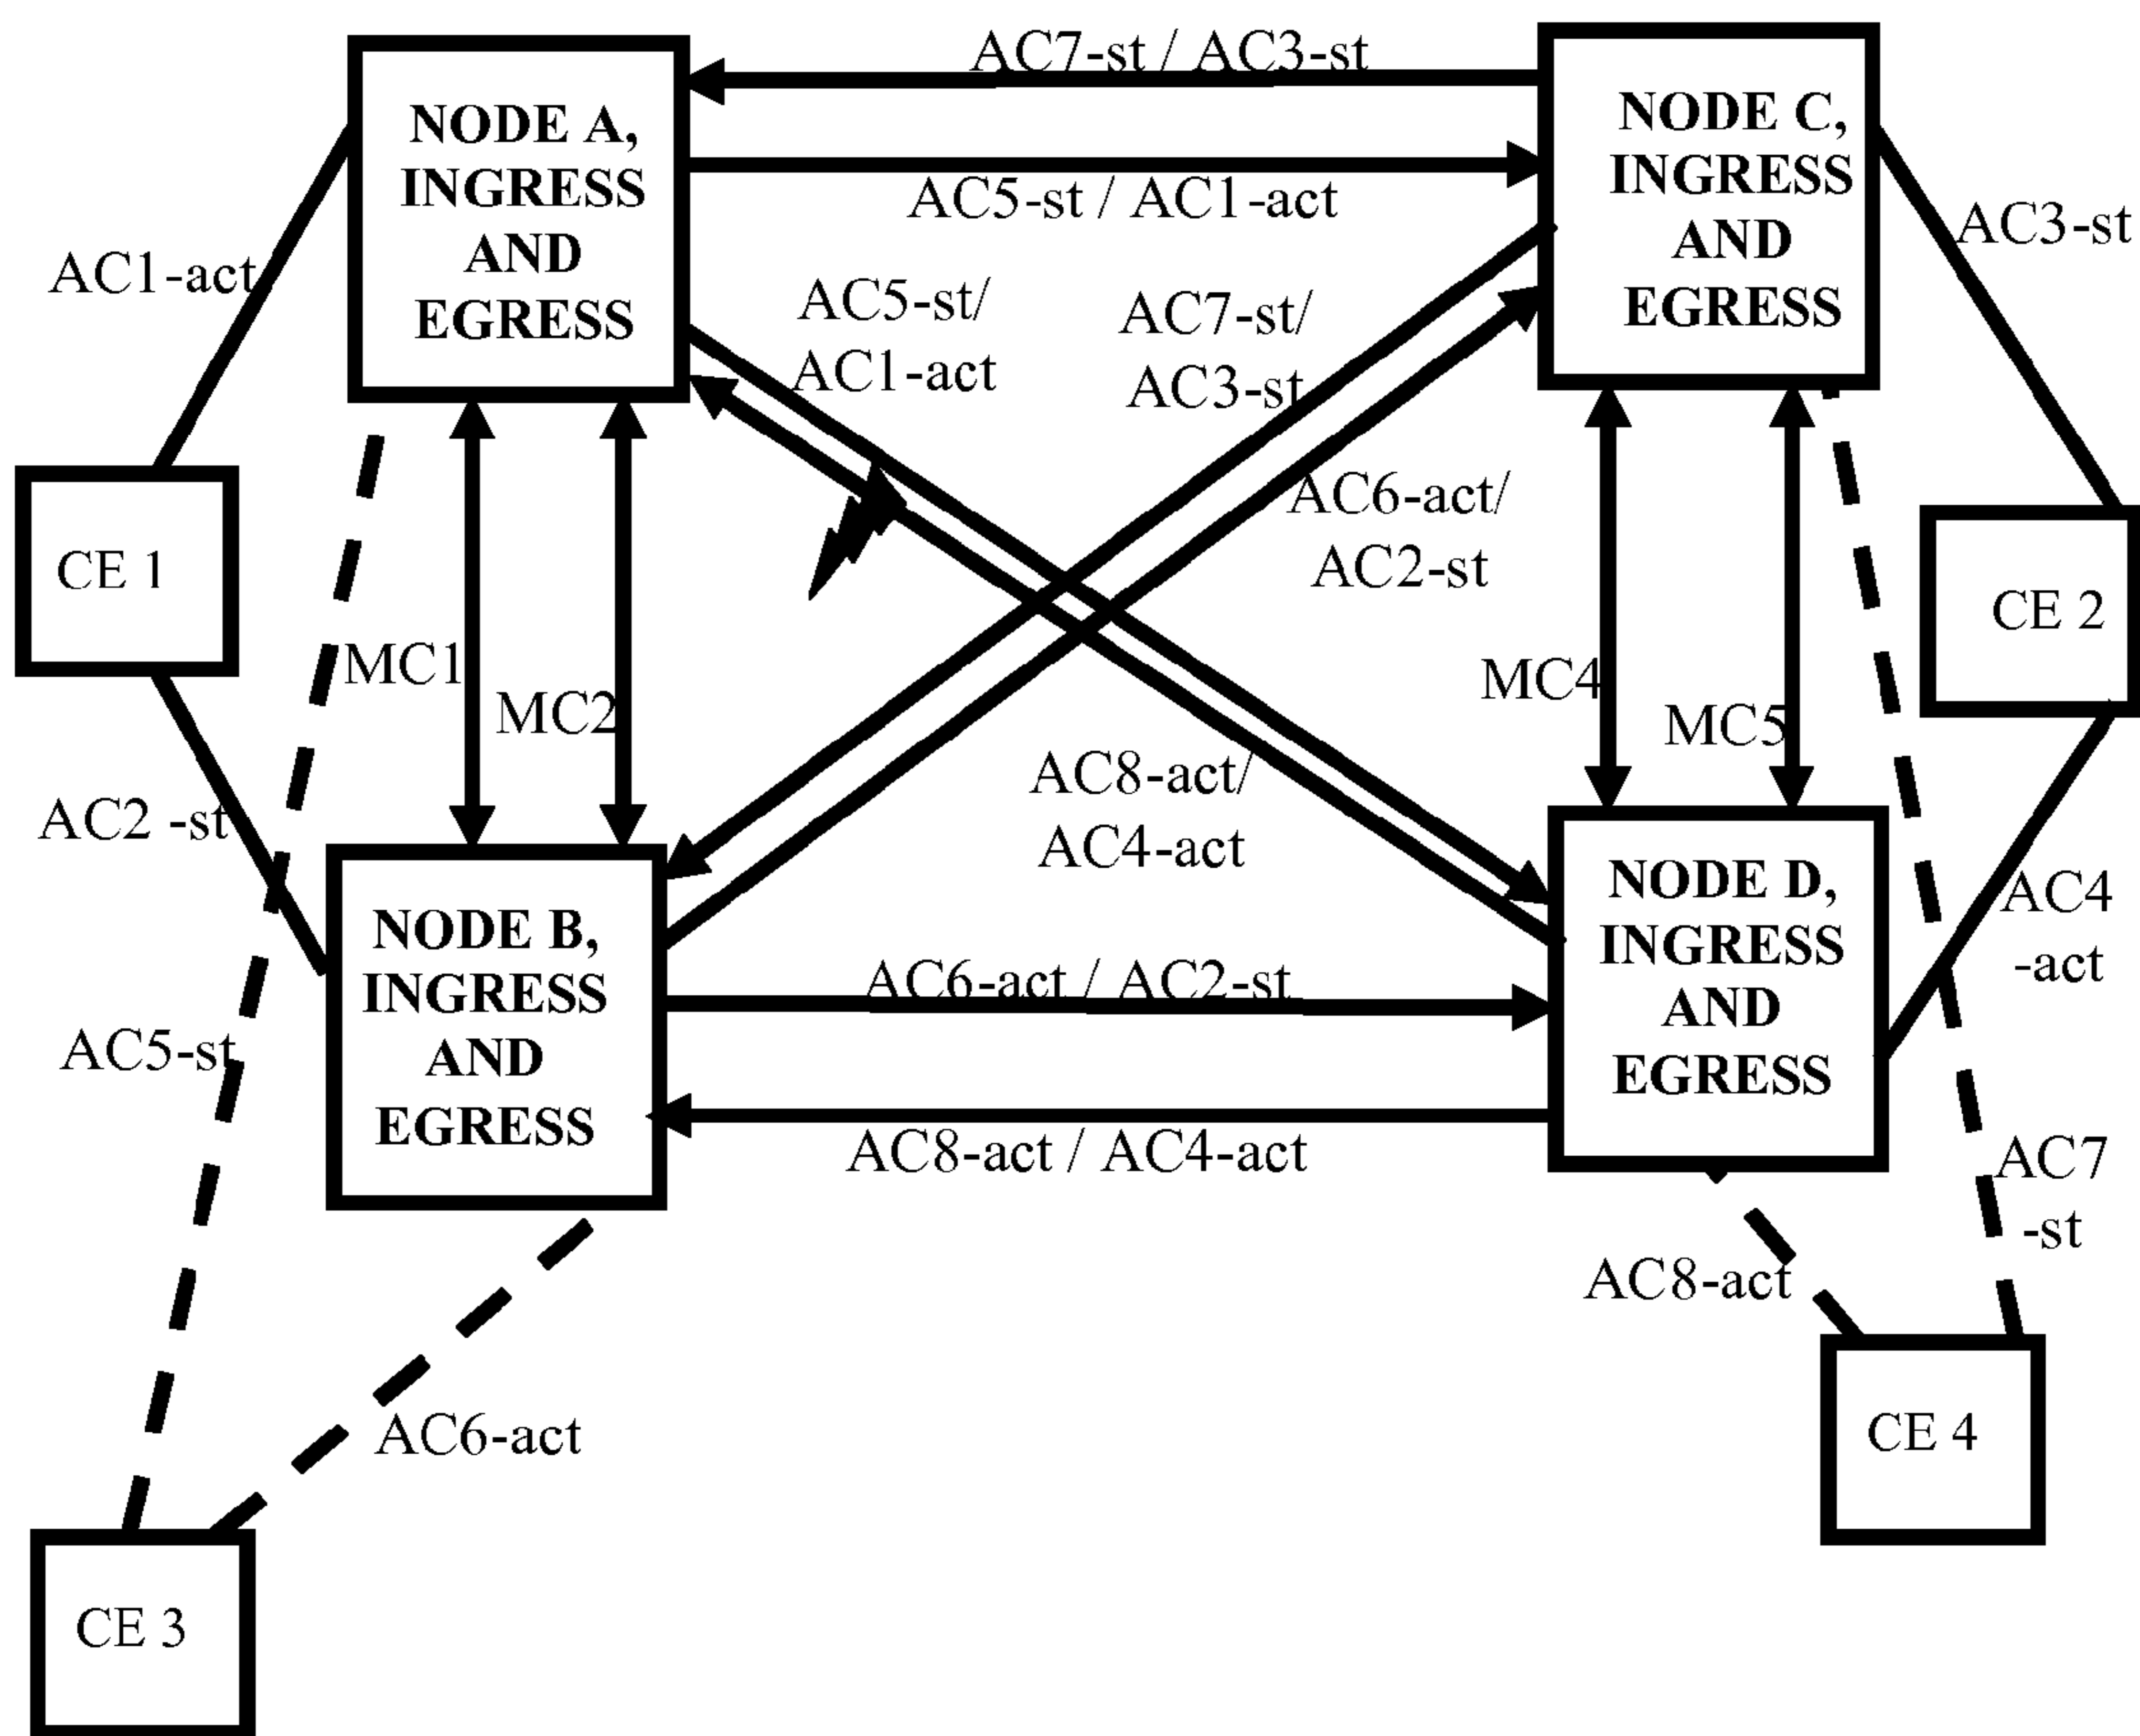 AC7-st / AC3-st
NODE A,
INGRESS
AND
EGRESS
NODE C,
INGRESS
AND
EGRESS
AC5-st / AC1-act
AC3-st
AC1-act
AC5-st/
AC1-act
AC7-st/
AC3-st
AC6-act/
AC2-st
CE 1
CE 2
MC1
MC2
MC4
MC5
AC8-act/
AC4-act
AC2 -st
NODE B,
INGRESS
AND
EGRESS
NODE D,
INGRESS
AND
EGRESS
AC4
-act
AC6-act / AC2-st
AC5-st
AC8-act / AC4-act
AC7
-st
AC8-act
AC6-act
CE 4
CE 3